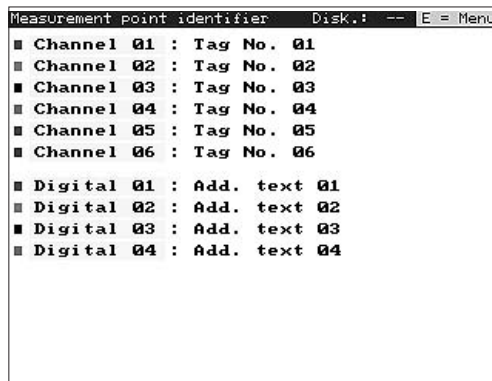 Measurement point identifier Disk.: -- E = Menu
Channel 01 : Tag No. 01
Channel 02 : Tag No. 02
Channel 03 : Tag No. 03
Channel 04 : Tag No. 04
Channel 05 : Tag No. 05
Channel 06 : Tag No. 06
Digital 01 : Add. text 01
Digital 02 : Add. text 02
Digital 03 : Add. text 03
Digital 04 : Add. text 04